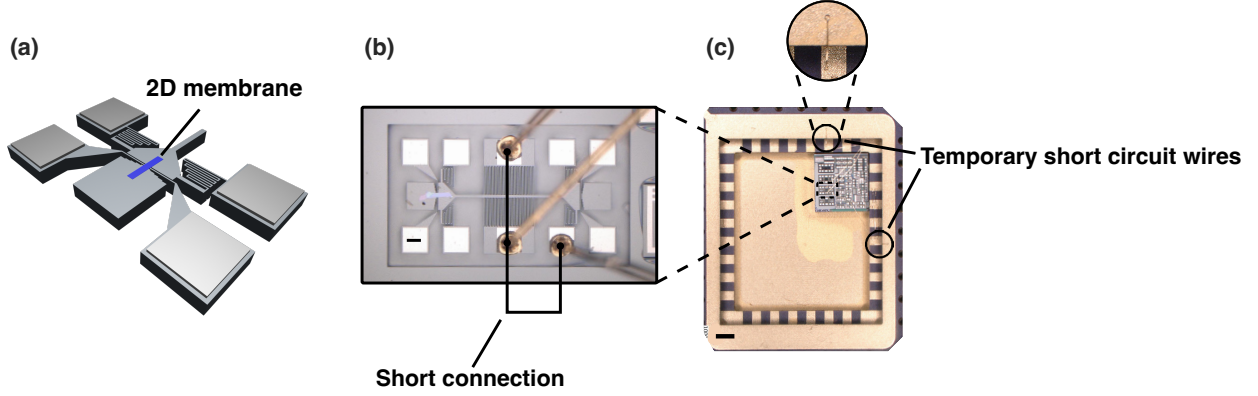 (a)
2D membrane
(b)
Short connection
(c)
Temporary short circuit wires